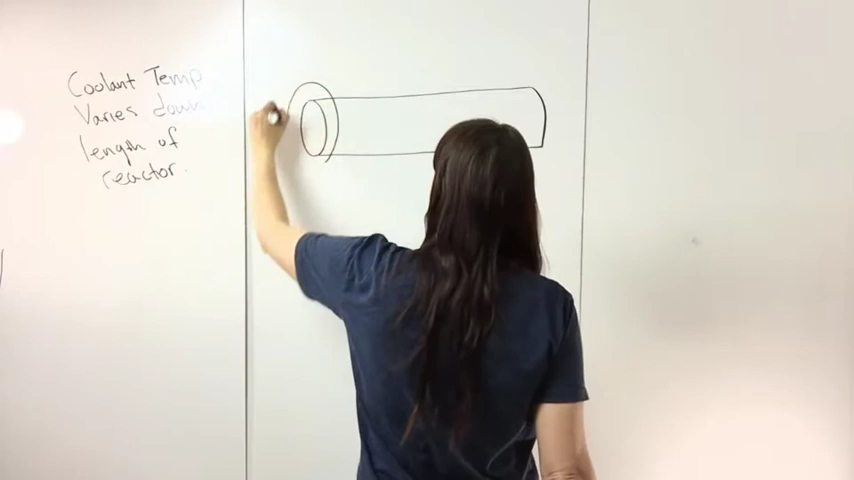 Coolant Temp
Varies down
length of
reactor.